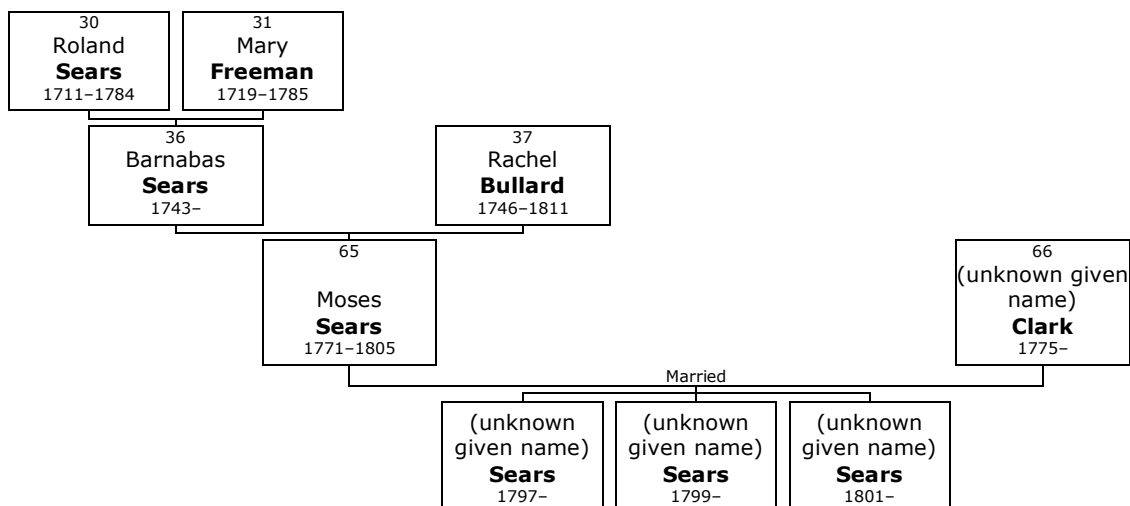 30
Roland
Sears
1711–1784
31
Mary
Freeman
1719–1785
36
Barnabas
Sears
1743–
37
Rachel
Bullard
1746–1811
65
Moses
Sears
1771–1805
66
(unknown given
name)
Clark
1775–
Married
(unknown
given name)
Sears
1797–
(unknown
given name)
Sears
1799–
(unknown
given name)
Sears
1801–